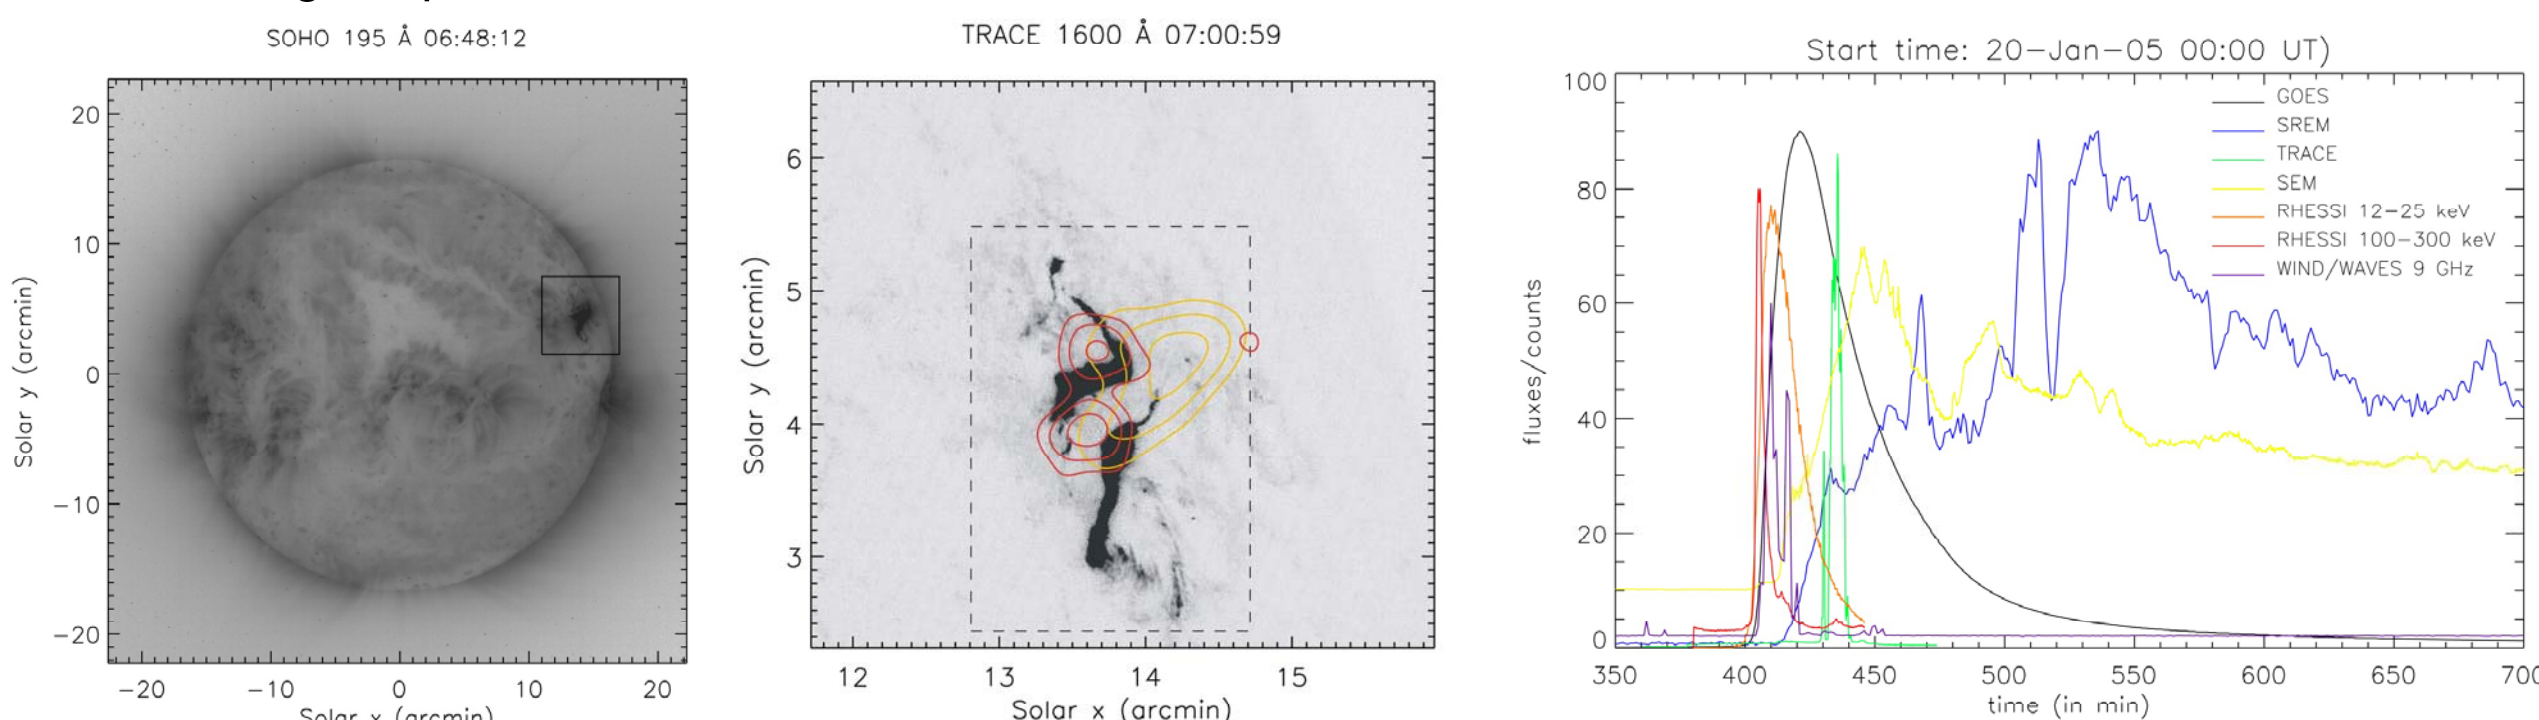 SOHO 195 Å 06:48:12
20
10
0
−10
−20
Solar y (arcmin)
−20 −10 0 10 20
Solar x (arcmin)
TRACE 1600 Å 07:00:59
6
5
4
3
Solar y (arcmin)
12 13 14 15
Solar x (arcmin)
Start time: 20−Jan−05 00:00 UT)
100
80
60
40
20
0
fluxes/counts
GOES
SREM
TRACE
SEM
RHESSI 12−25 keV
RHESSI 100−300 keV
WIND/WAVES 9 GHz
350 400 450 500 550 600 650 700
time (in min)